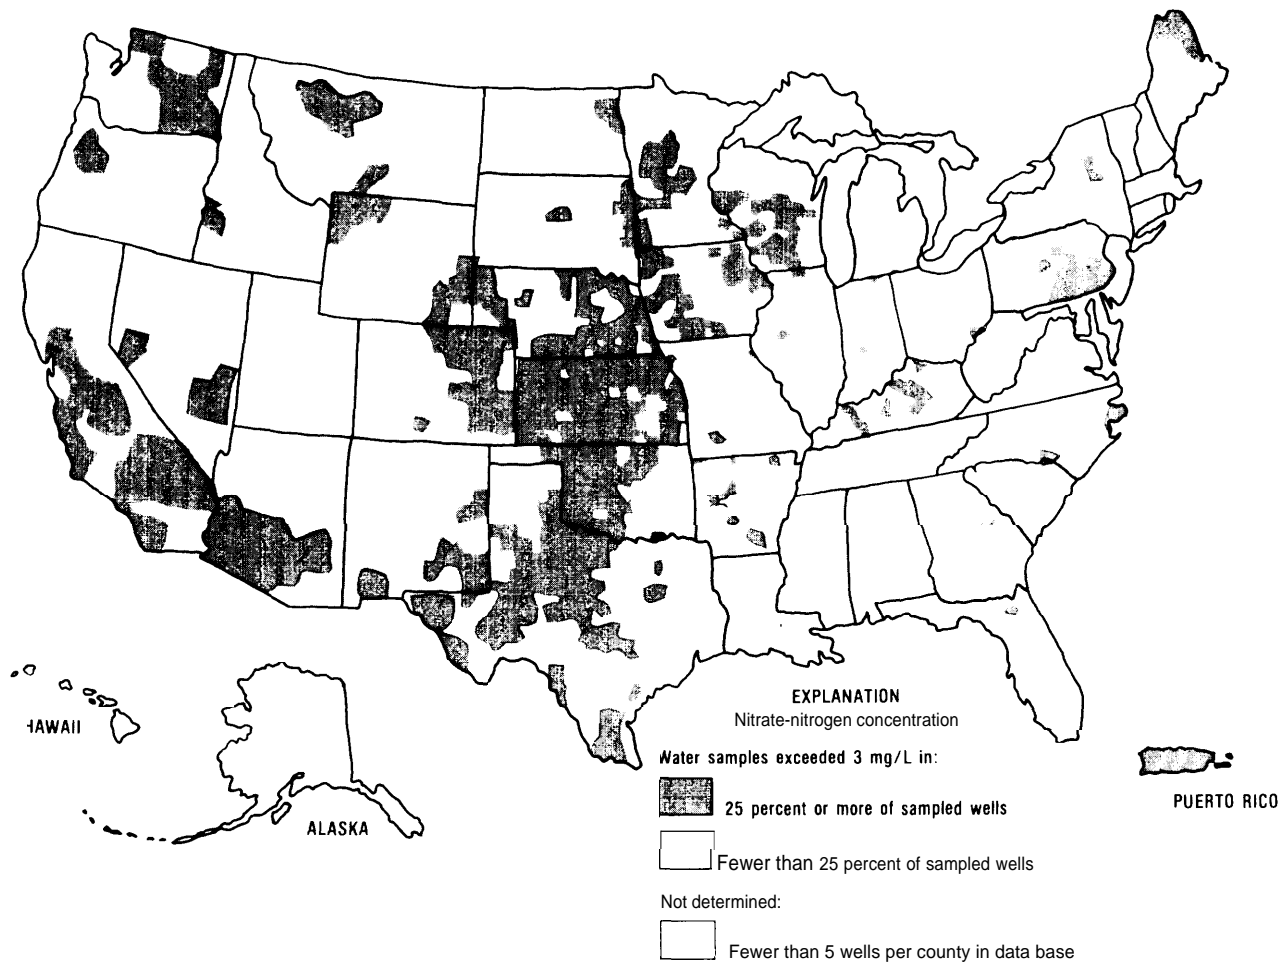 EXPLANATION
Nitrate-nitrogen concentration
Water samples exceeded 3 mg/L in:
25 percent or more of sampled wells
Fewer than 25 percent of sampled wells
Not determined:
Fewer than 5 wells per county in data base
HAWAII
ALASKA
PUERTO RICO